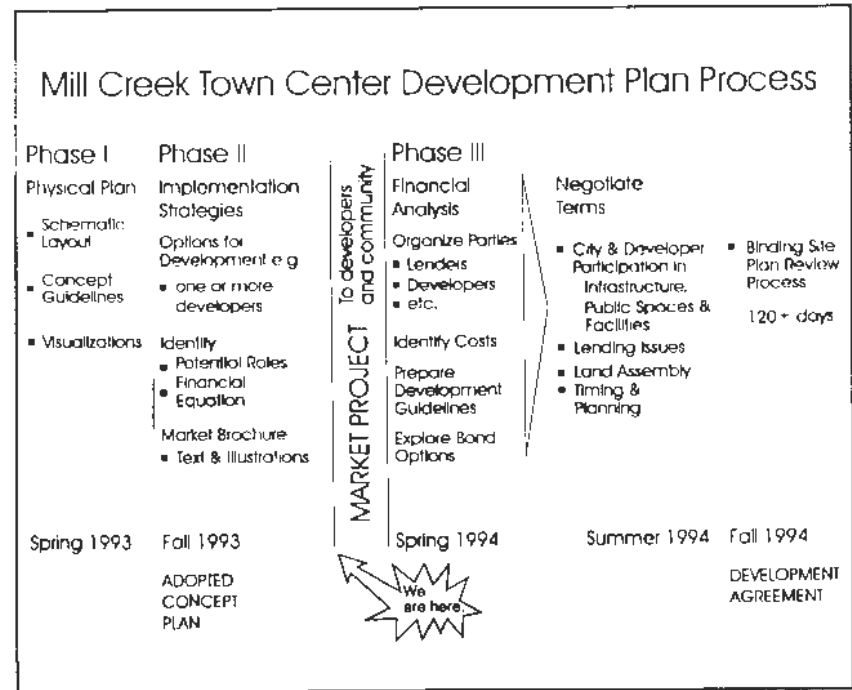 Mill Creek Town Center Development Plan Process
Phase I
Physical Plan
▪ Schematic
Layout
▪ Concept
Guidelines
▪ Visualizations
Spring 1993
Phase II
Implementation
Strategies
Options for
Development e.g
▪ one or more
developers
Identify
▪ Potential Roles
▪ Financial
Equation
Market Brochure
▪ Text & Illustrations
Fall 1993
ADOPTED
CONCEPT
PLAN
MARKET PROJECT
To developers
and community
Phase III
Financial
Analysis
Organize Parties
▪ Lenders
▪ Developers
▪ etc.
Identify Costs
Prepare
Development
Guidelines
Explore Bond
Options
Spring 1994
We
are here
Negotiate
Terms
▪ City & Developer
Participation in
Infrastructure,
Public Spaces &
Facilities
▪ Lending Issues
▪ Land Assembly
▪ Timing &
Planning
Summer 1994
▪ Binding Site
Plan Review
Process
120+ days
Fall 1994
DEVELOPMENT
AGREEMENT